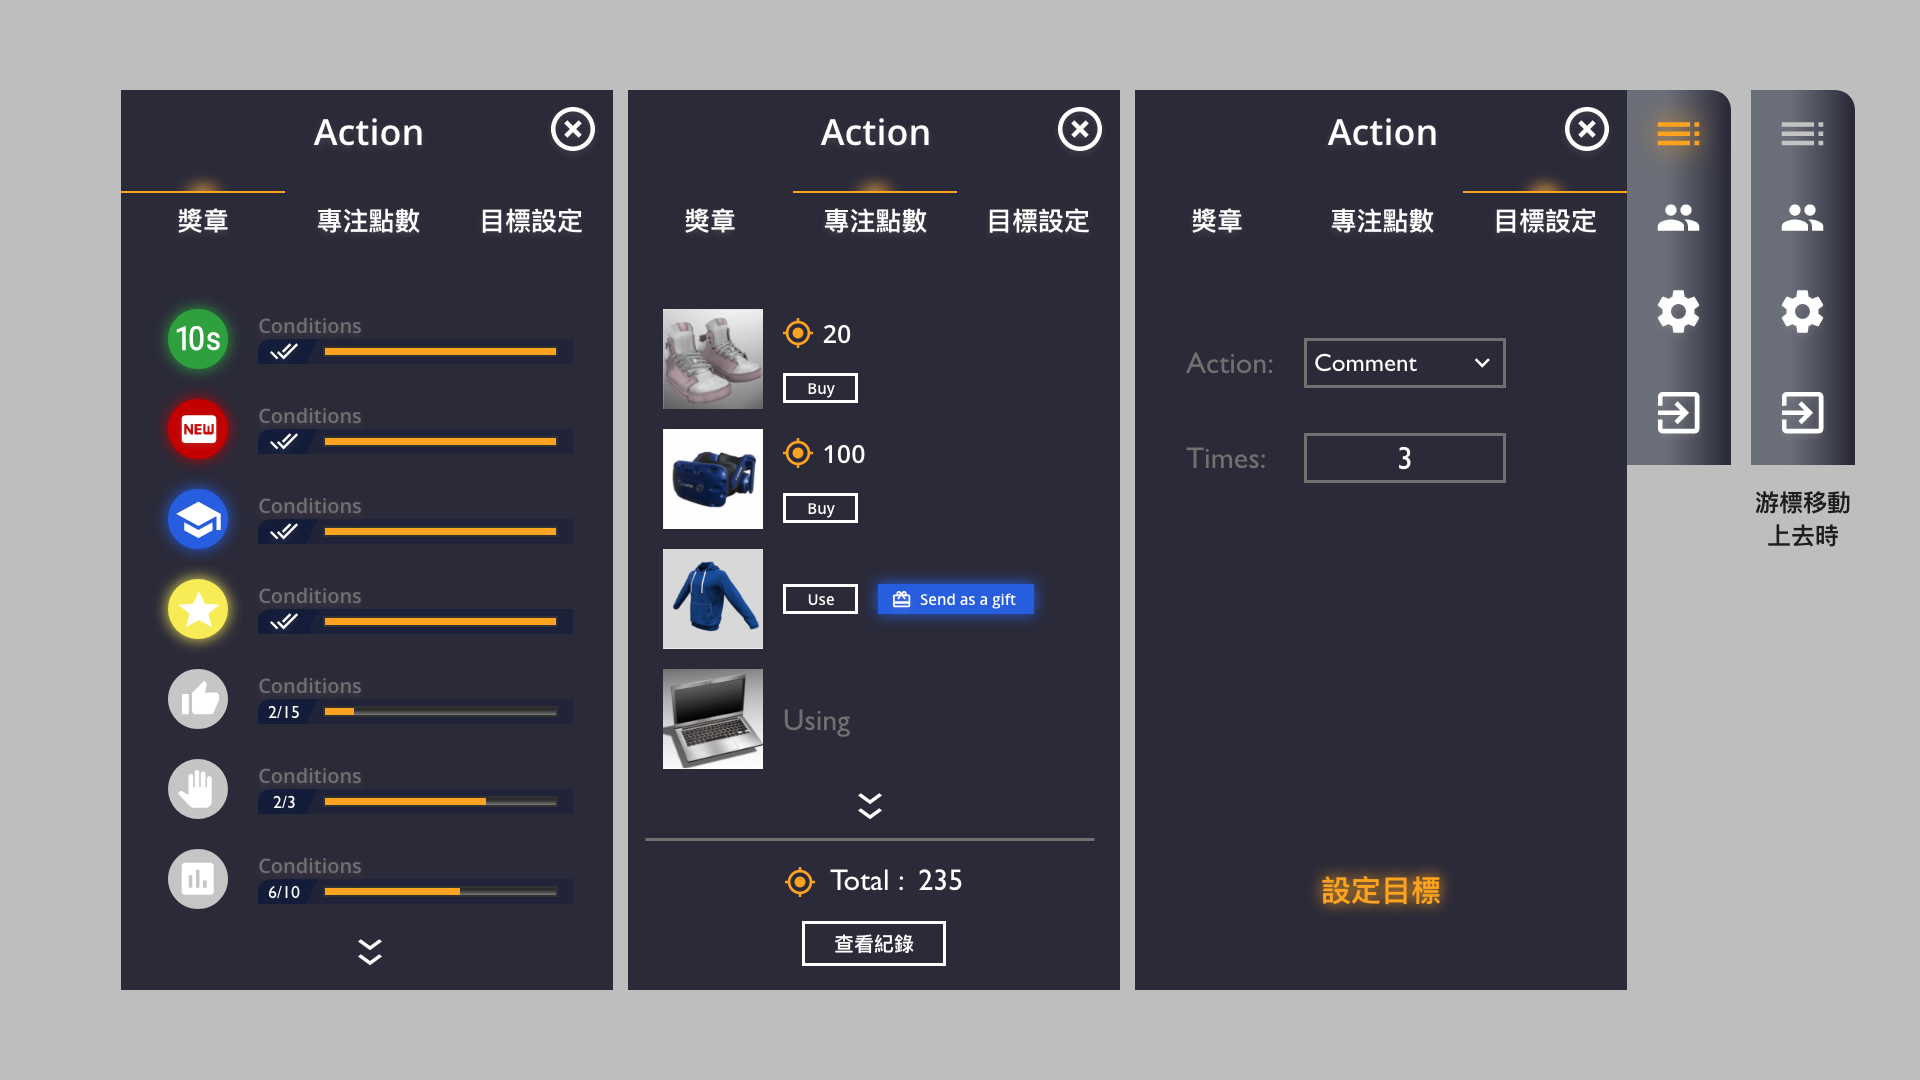 Action
獎章
專注點數
目標設定
10s
Conditions
NEW
Conditions
Conditions
Conditions
Conditions
2/15
Conditions
2/3
Conditions
6/10
Action
獎章
專注點數
目標設定
20
Buy
100
Buy
Use
Send as a gift
Using
Total : 235
查看紀錄
Action
獎章
專注點數
目標設定
Action:
Comment
Times:
3
設定目標
游標移動
上去時